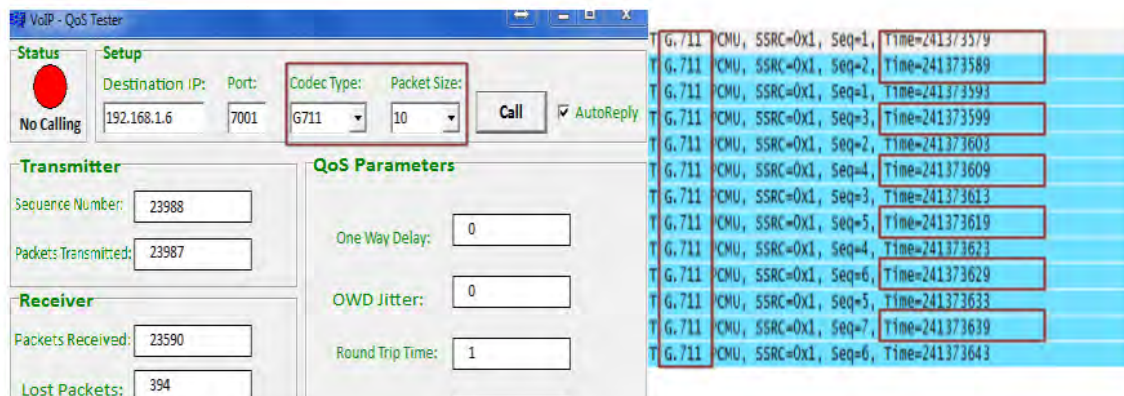 VoIP - QoS Tester
Status
Setup
Destination IP:
Port:
Codec Type:
Packet Size:
192.168.1.6
7001
G711
10
Call
AutoReply
No Calling
Transmitter
Sequence Number:
23988
Packets Transmitted:
23987
Receiver
Packets Received:
23590
Lost Packets:
394
QoS Parameters
One Way Delay:
0
OWD Jitter:
0
Round Trip Time:
1
T G.711 PCMU, SSRC=0x1, Seq=1, Time=241373579
T G.711 PCMU, SSRC=0x1, Seq=2, Time=241373589
T G.711 PCMU, SSRC=0x1, Seq=1, Time=241373593
T G.711 PCMU, SSRC=0x1, Seq=3, Time=241373599
T G.711 PCMU, SSRC=0x1, Seq=2, Time=241373603
T G.711 PCMU, SSRC=0x1, Seq=4, Time=241373609
T G.711 PCMU, SSRC=0x1, Seq=3, Time=241373613
T G.711 PCMU, SSRC=0x1, Seq=5, Time=241373619
T G.711 PCMU, SSRC=0x1, Seq=4, Time=241373623
T G.711 PCMU, SSRC=0x1, Seq=6, Time=241373629
T G.711 PCMU, SSRC=0x1, Seq=5, Time=241373633
T G.711 PCMU, SSRC=0x1, Seq=7, Time=241373639
T G.711 PCMU, SSRC=0x1, Seq=6, Time=241373643